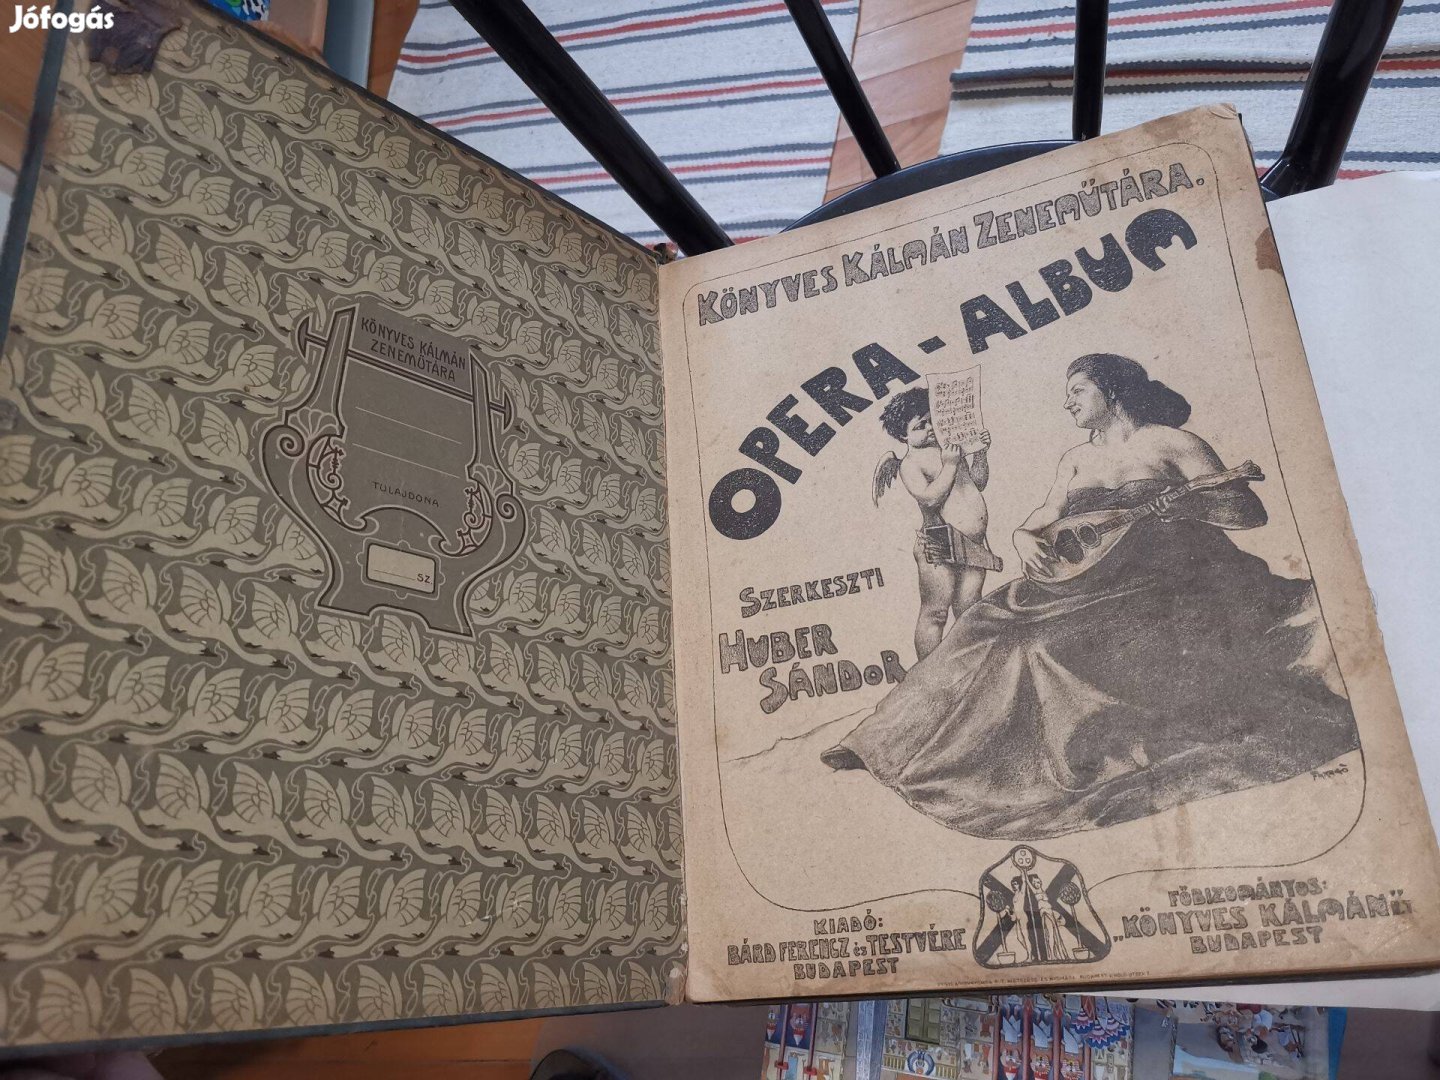 Jófogás
KÖNYVES KÁLMÁN
ZENEMŰTÁRA
TULAJDONA
SZ.
KÖNYVES KÁLMÁN ZENEMŰTÁRA.
OPERA-ALBUM
SZERKESZTI
HUBER
SÁNDOR
KIADÓ:
BÁRD FERENCZ és TESTVÉRE
BUDAPEST
FŐBIZOMÁNYOS:
„KÖNYVES KÁLMÁN"
BUDAPEST